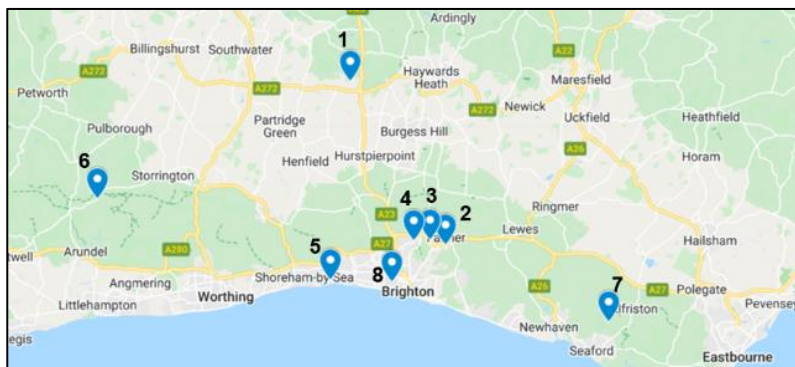 Ardingly
Billingshurst
Southwater
1
A22
A272
Haywards
Heath
Maresfield
A272
Petworth
Partridge
Green
A272
Newick
Uckfield
Heathfield
Pulborough
Burgess Hill
6
Storrington
Henfield
Hurstpierpoint
A26
Horam
4
3
2
A23
Ringmer
Lewes
Hailsham
Arundel
A280
5
A27
Shoreham-by-Sea
8
Angmering
Worthing
Brighton
A26
7
A27
Polegate
Pevensey
Littlehampton
Newhaven
Seaford
Eastbourne